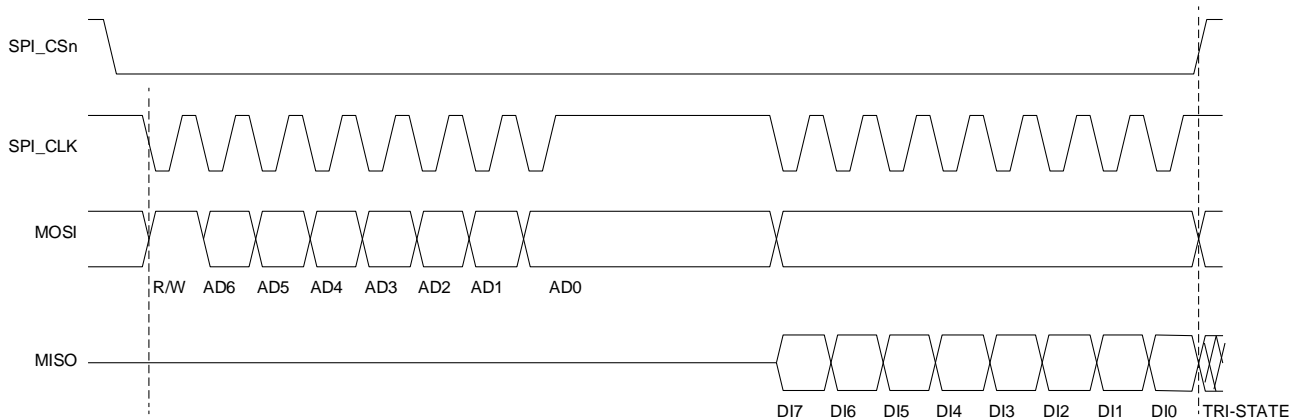 SPI_CSn
SPI_CLK
MOSI
R/W AD6 AD5 AD4 AD3 AD2 AD1 AD0
MISO
DI7 DI6 DI5 DI4 DI3 DI2 DI1 DI0 TRI-STATE